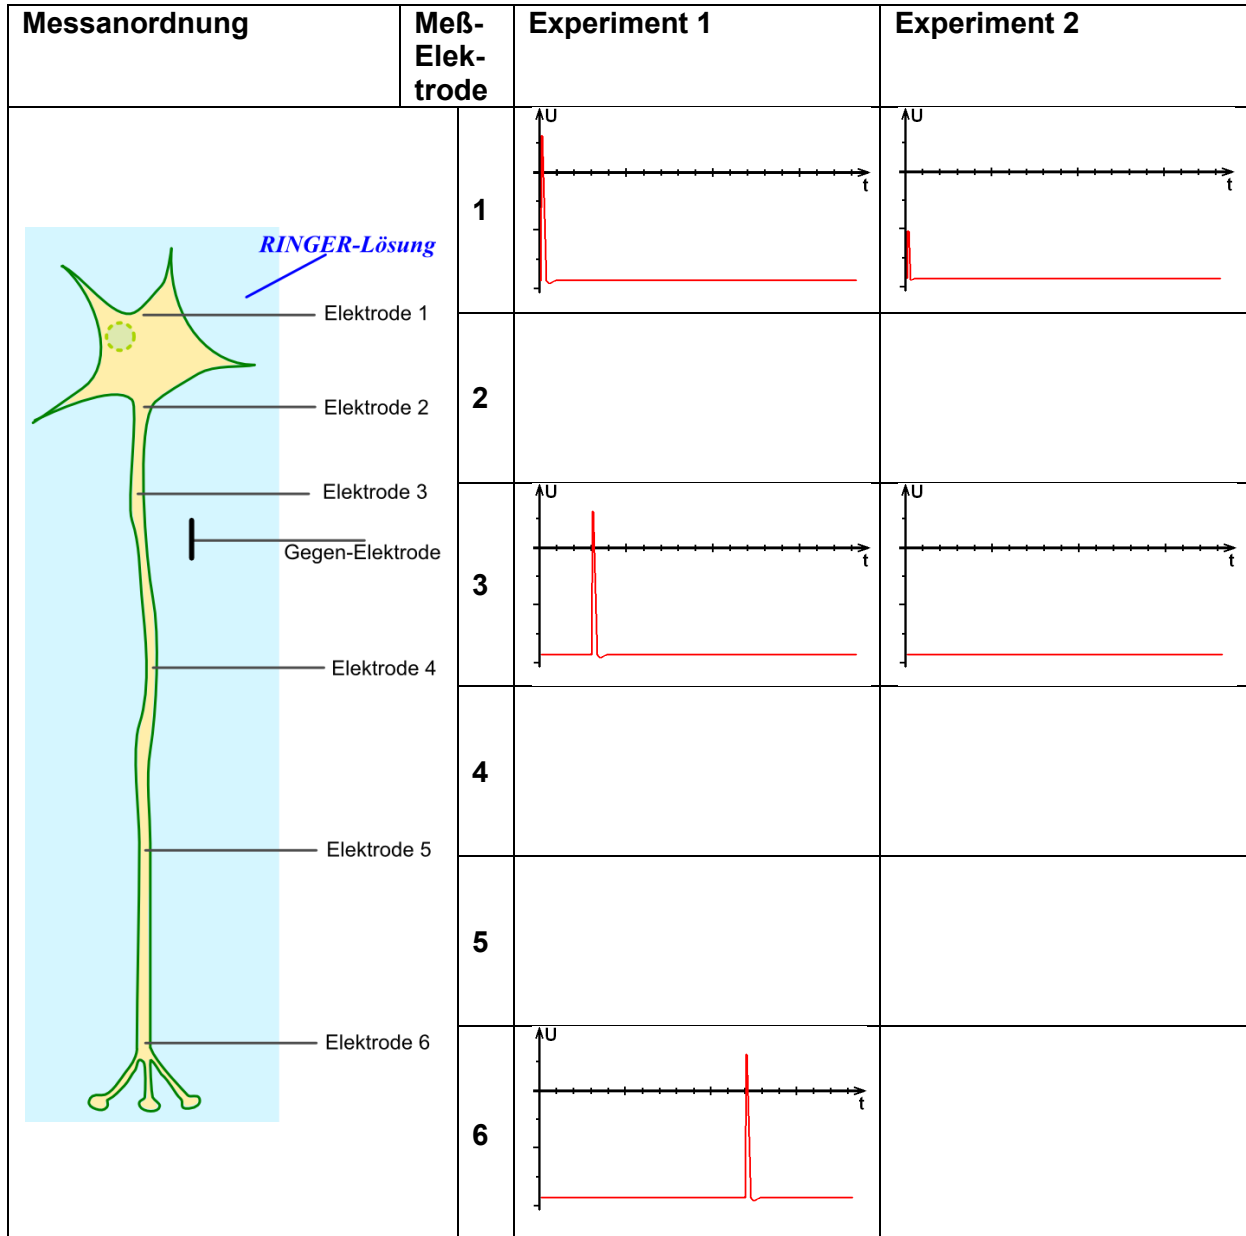 Messanordnung
Meß-
Elek-
trode
Experiment 1
Experiment 2
RINGER-Lösung
Elektrode 1
Elektrode 2
Elektrode 3
Gegen-Elektrode
Elektrode 4
Elektrode 5
Elektrode 6
1
U
t
U
t
2
3
U
t
U
t
4
5
6
U
t